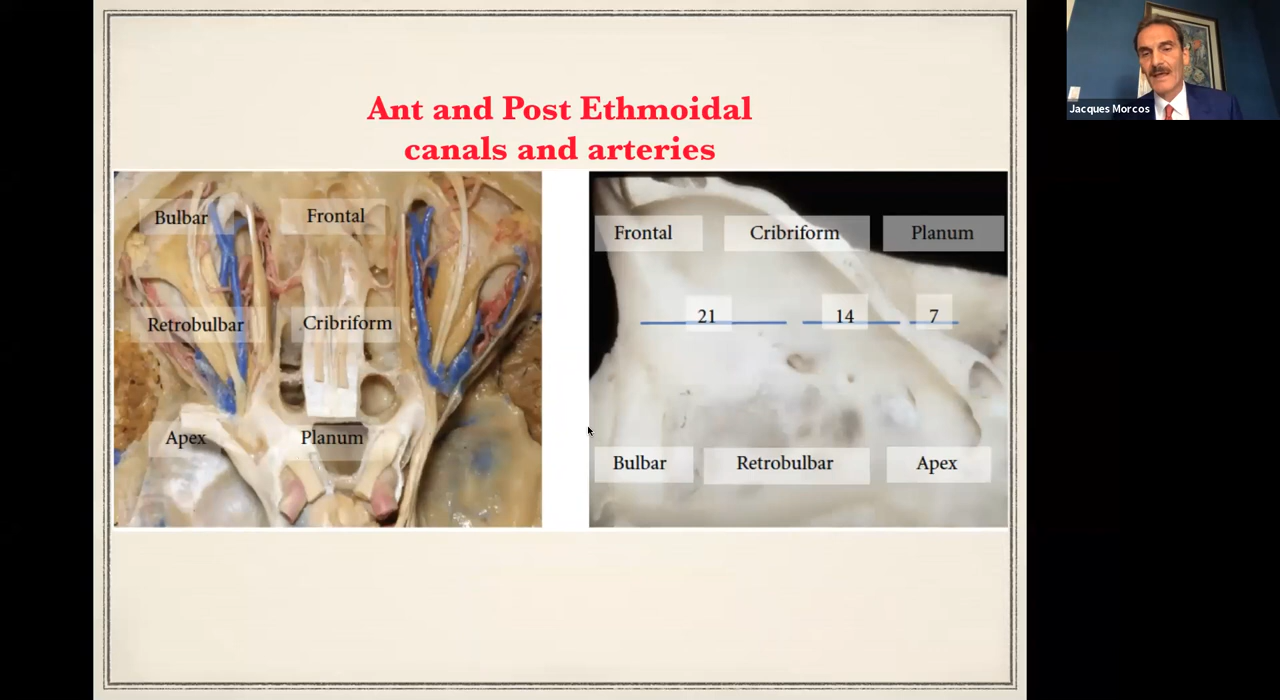 Ant and Post Ethmoidal
canals and arteries
Bulbar
Frontal
Retrobulbar
Cribriform
Apex
Planum
Frontal
Cribriform
Planum
21
14
7
Bulbar
Retrobulbar
Apex
Jacques Morcos